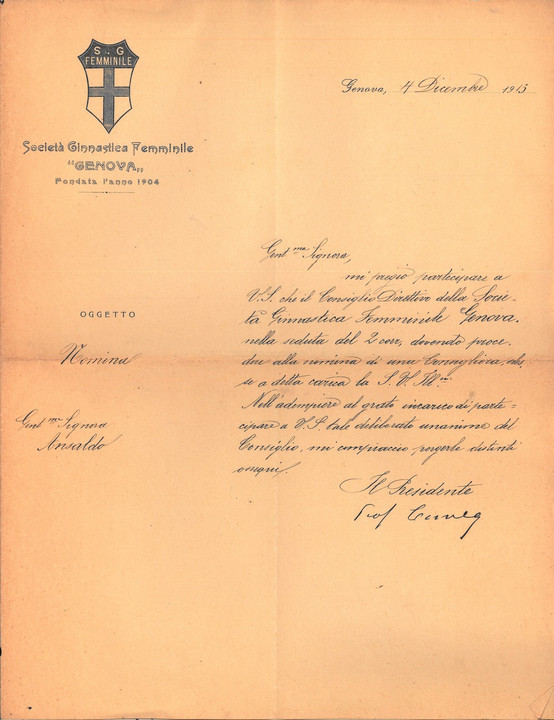 S. G
FEMMINILE
Società Ginnastica Femminile
"GENOVA"
Fondata l'anno 1904
Genova, 4 Dicembre 1913
OGGETTO
Nomina
Gent.ma Signora
Ansaldo
Gent.ma Signora,
mi pregio partecipare a
V.S. che il Consiglio Direttivo della Socie-
tà Ginnastica Femminile Genova.
nella seduta del 2 corr, dovendo proce
dere alla nomina di una Consigliera, eles
se a detta carica la S.V. Ill.ma
Nell'adempiere al grato incarico di parte=
cipare a V.S. tale deliberato unanime del
Consiglio, mi compiaccio porgerle distinti
ossequi.
Il Presidente
Prof